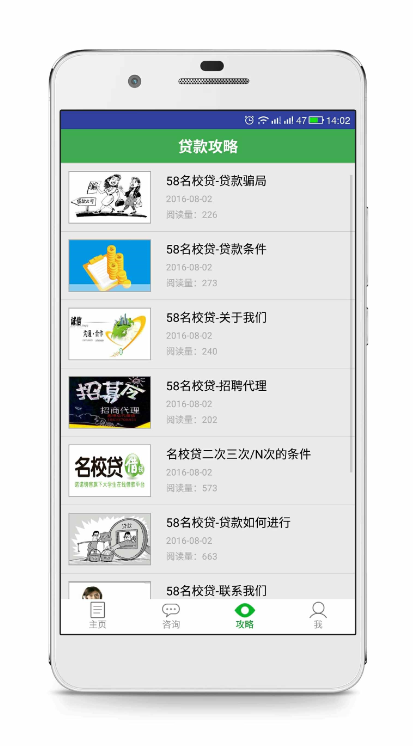 47 14:02
贷款攻略
58名校贷-贷款骗局
2016-08-02
阅读量：226
58名校贷-贷款条件
2016-08-02
阅读量：273
诚信
58名校贷-关于我们
2016-08-02
阅读量：240
招募令
招商代理
58名校贷-招聘代理
2016-08-02
阅读量：202
名校贷
名校贷二次三次/N次的条件
2016-08-02
阅读量：573
贷款
58名校贷-贷款如何进行
2016-08-02
阅读量：663
58名校贷-联系我们
主页
咨询
攻略
我